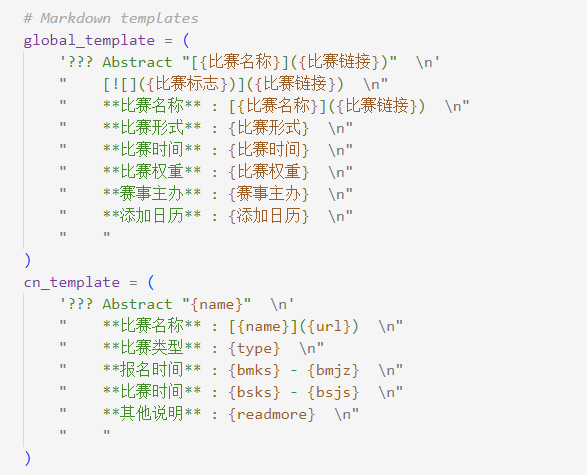 # Markdown templates
global_template = (
    '??? Abstract "[{比赛名称}]({比赛链接})"  \n'
    "    [![]({比赛标志})]({比赛链接})  \n"
    "    **比赛名称** : [{比赛名称}]({比赛链接})  \n"
    "    **比赛形式** : {比赛形式}  \n"
    "    **比赛时间** : {比赛时间}  \n"
    "    **比赛权重** : {比赛权重}  \n"
    "    **赛事主办** : {赛事主办}  \n"
    "    **添加日历** : {添加日历}  \n"
    "    "
)
cn_template = (
    '??? Abstract "{name}"  \n'
    "    **比赛名称** : [{name}]({url})  \n"
    "    **比赛类型** : {type}  \n"
    "    **报名时间** : {bmks} - {bmjz}  \n"
    "    **比赛时间** : {bsks} - {bsjs}  \n"
    "    **其他说明** : {readmore}  \n"
    "    "
)